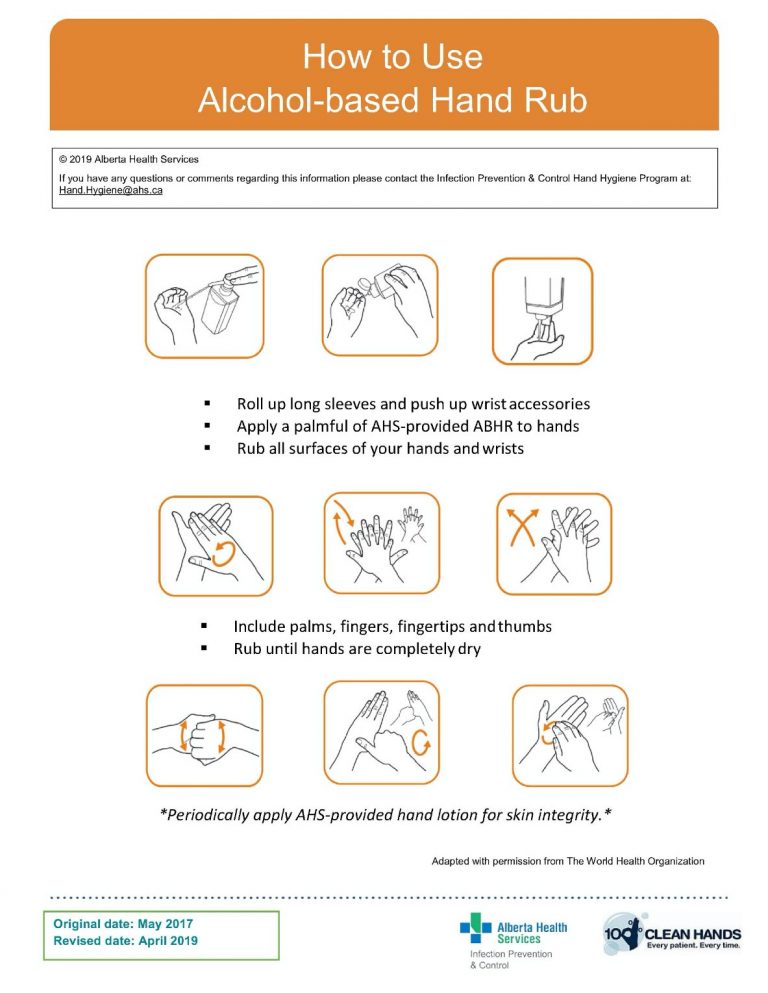 How to Use
Alcohol-based Hand Rub
© 2019 Alberta Health Services
If you have any questions or comments regarding this information please contact the Infection Prevention & Control Hand Hygiene Program at:
Hand.Hygiene@ahs.ca
▪ Roll up long sleeves and push up wrist accessories
▪ Apply a palmful of AHS-provided ABHR to hands
▪ Rub all surfaces of your hands and wrists
▪ Include palms, fingers, fingertips and thumbs
▪ Rub until hands are completely dry
*Periodically apply AHS-provided hand lotion for skin integrity.*
Adapted with permission from The World Health Organization
Original date: May 2017
Revised date: April 2019
Alberta Health
Services
Infection Prevention
& Control
100% CLEAN HANDS
Every patient. Every time.